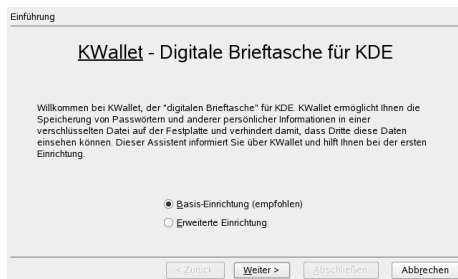 Einführung
KWallet - Digitale Brieftasche für KDE
Willkommen bei KWallet, der "digitalen Brieftasche" für KDE. KWallet ermöglicht Ihnen die
Speicherung von Passwörtern und anderer persönlicher Informationen in einer
verschlüsselten Datei auf der Festplatte und verhindert damit, dass Dritte diese Daten
einsehen können. Dieser Assistent informiert Sie über KWallet und hilft Ihnen bei der ersten
Einrichtung.
Basis-Einrichtung (empfohlen)
Erweiterte Einrichtung
< Zurück Weiter > Abschließen Abbrechen